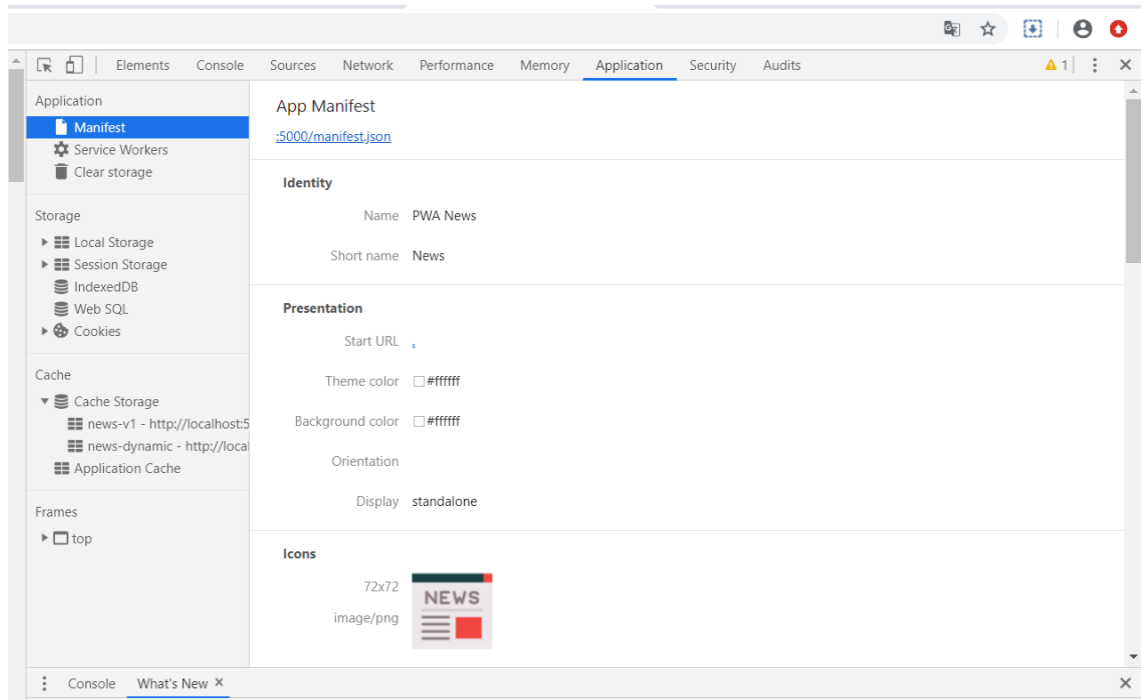 Elements Console Sources Network Performance Memory Application Security Audits 1
Application
Manifest
Service Workers
Clear storage
Storage
Local Storage
Session Storage
IndexedDB
Web SQL
Cookies
Cache
Cache Storage
news-v1 - http://localhost:5
news-dynamic - http://local
Application Cache
Frames
top
App Manifest
:5000/manifest.json
Identity
Name PWA News
Short name News
Presentation
Start URL .
Theme color #ffffff
Background color #ffffff
Orientation
Display standalone
Icons
72x72
image/png
NEWS
Console What's New